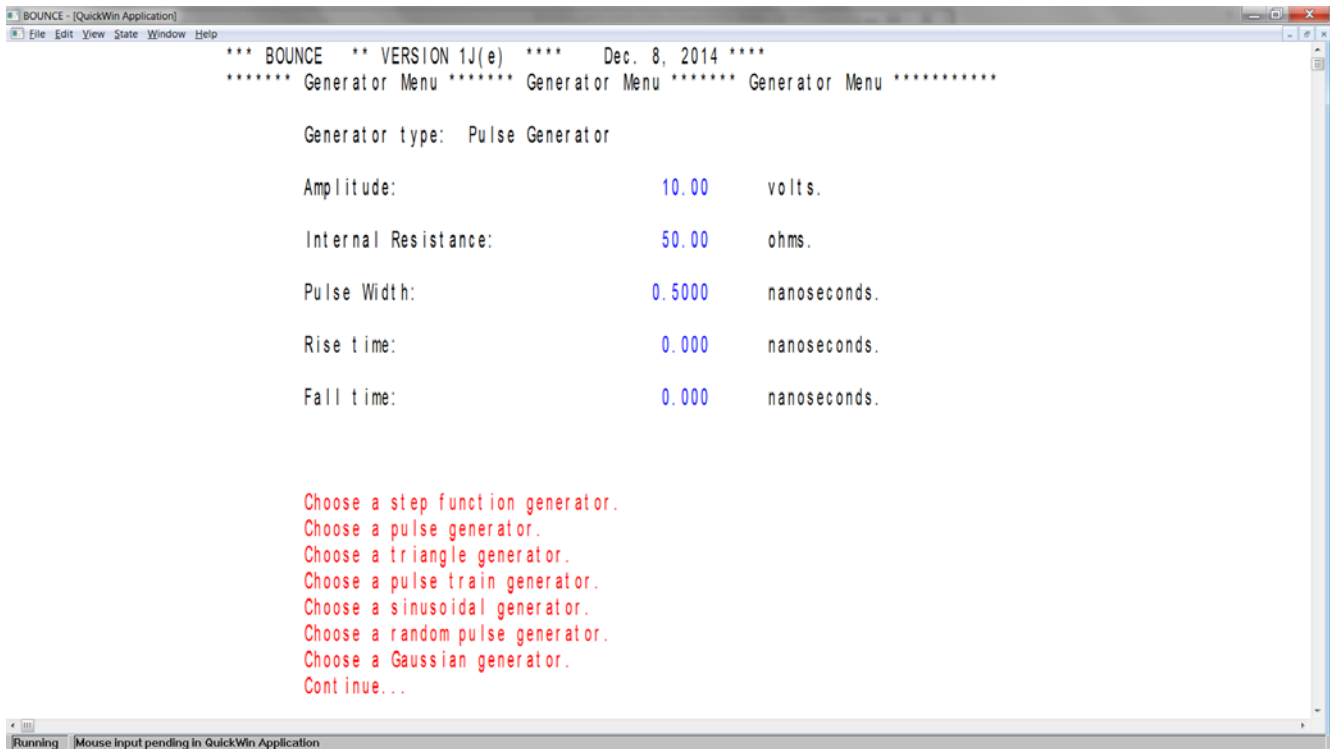 BOUNCE - [QuickWin Application]
File Edit View State Window Help
*** BOUNCE ** VERSION 1J(e) **** Dec. 8, 2014 ****
******* Generator Menu ******* Generator Menu ******* Generator Menu ***********
Generator type: Pulse Generator
Amplitude: 10.00 volts.
Internal Resistance: 50.00 ohms.
Pulse Width: 0.5000 nanoseconds.
Rise time: 0.000 nanoseconds.
Fall time: 0.000 nanoseconds.
Choose a step function generator.
Choose a pulse generator.
Choose a triangle generator.
Choose a pulse train generator.
Choose a sinusoidal generator.
Choose a random pulse generator.
Choose a Gaussian generator.
Continue...
Running Mouse input pending in QuickWin Application